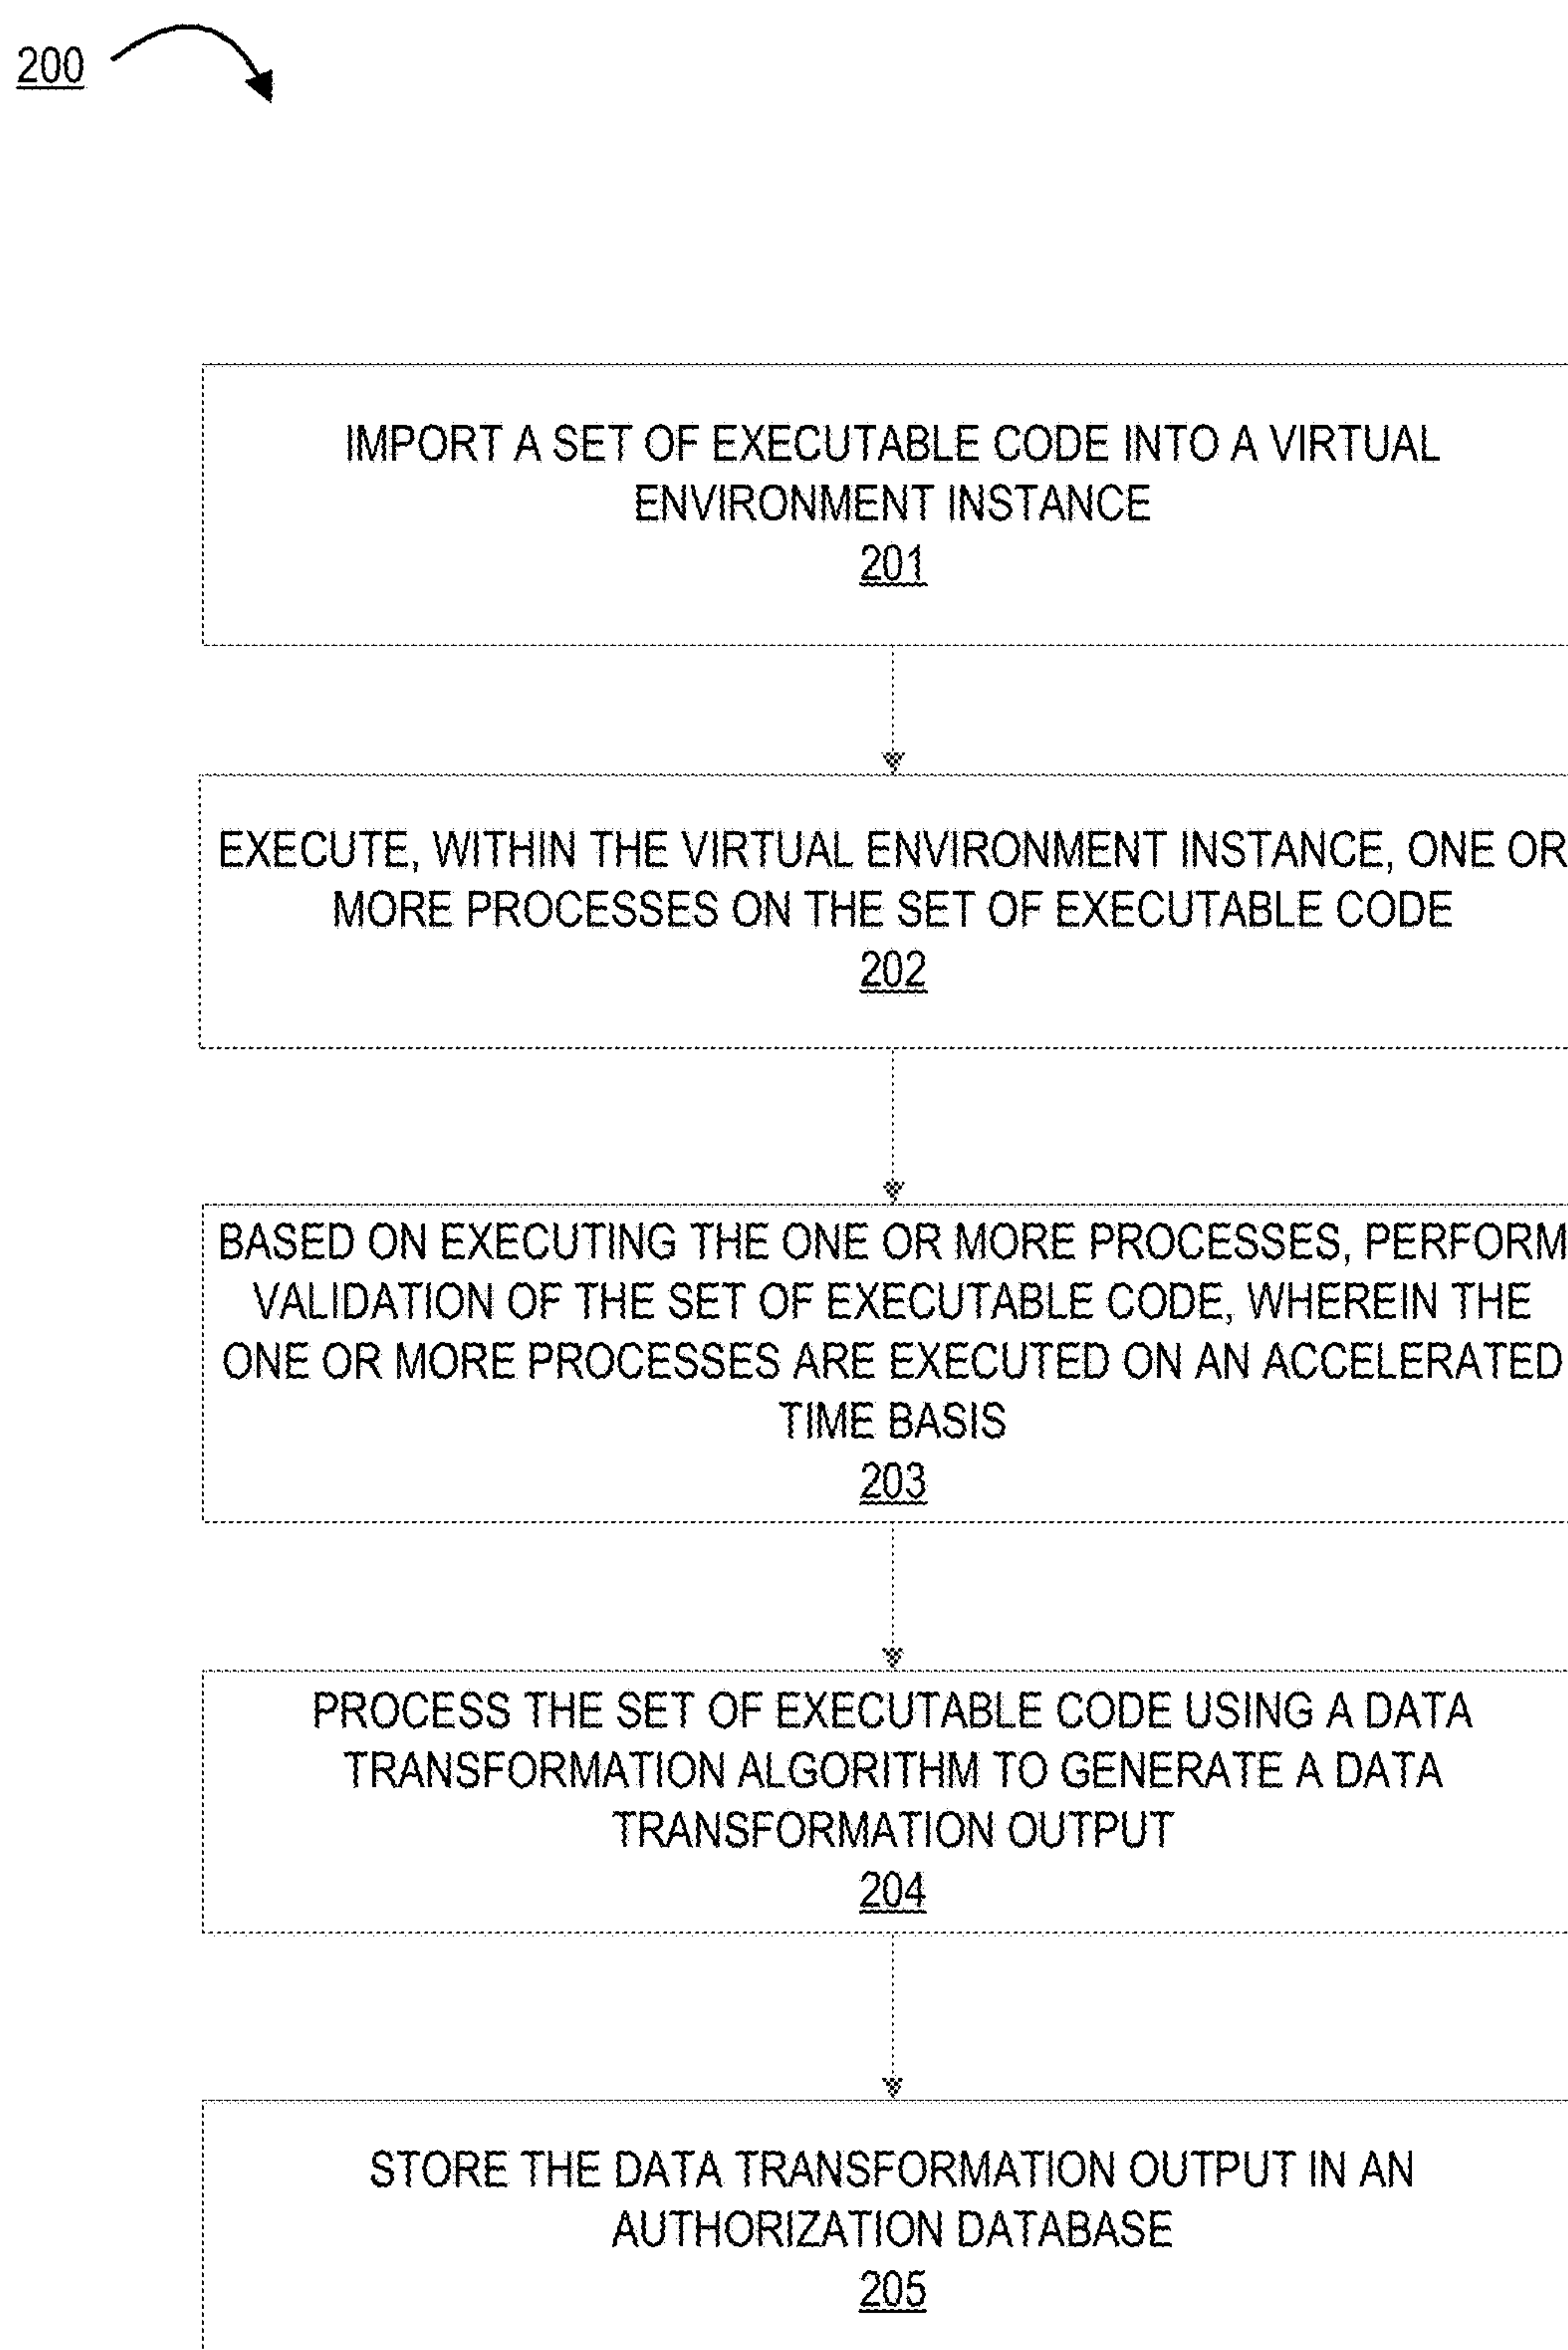 200
IMPORT A SET OF EXECUTABLE CODE INTO A VIRTUAL
ENVIRONMENT INSTANCE
201
EXECUTE, WITHIN THE VIRTUAL ENVIRONMENT INSTANCE, ONE OR
MORE PROCESSES ON THE SET OF EXECUTABLE CODE
202
BASED ON EXECUTING THE ONE OR MORE PROCESSES, PERFORM
VALIDATION OF THE SET OF EXECUTABLE CODE, WHEREIN THE
ONE OR MORE PROCESSES ARE EXECUTED ON AN ACCELERATED
TIME BASIS
203
PROCESS THE SET OF EXECUTABLE CODE USING A DATA
TRANSFORMATION ALGORITHM TO GENERATE A DATA
TRANSFORMATION OUTPUT
204
STORE THE DATA TRANSFORMATION OUTPUT IN AN
AUTHORIZATION DATABASE
205